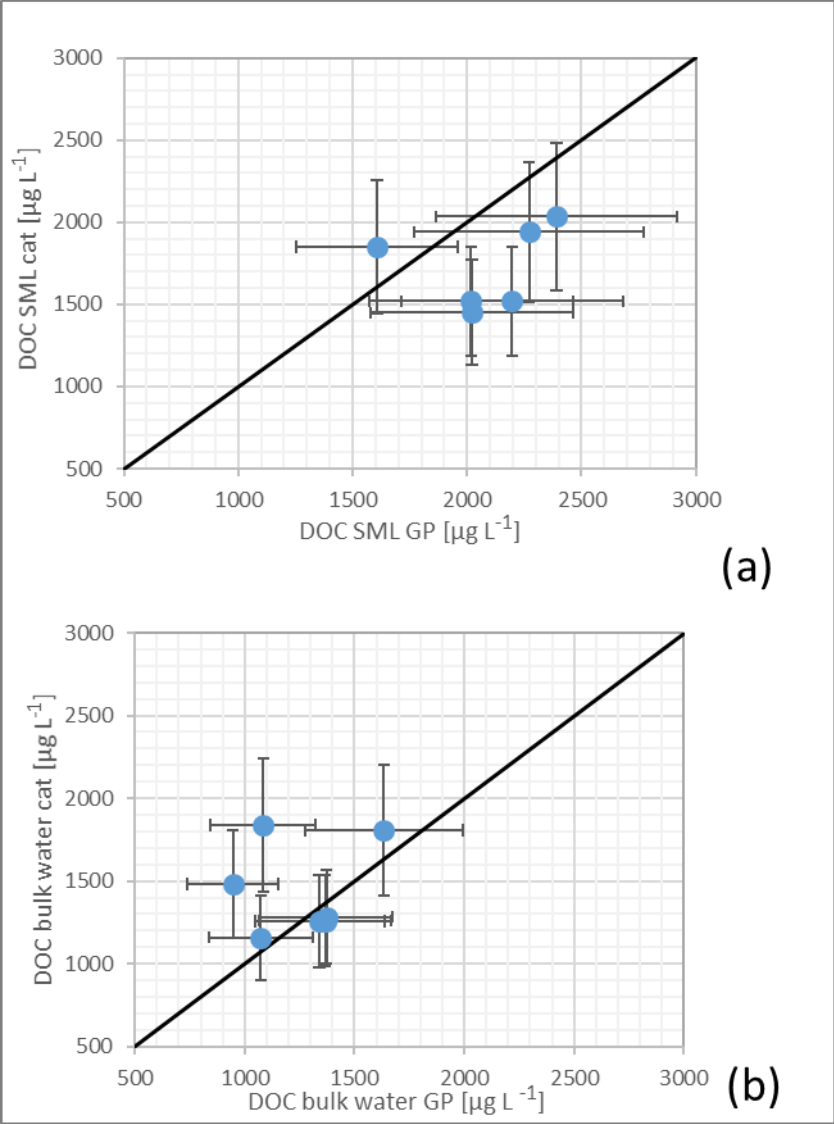 3000
2500
2000
1500
1000
500
DOC SML cat [µg L-1]
500 1000 1500 2000 2500 3000
DOC SML GP [µg L-1]
(a)
3000
2500
2000
1500
1000
500
DOC bulk water cat [µg L-1]
500 1000 1500 2000 2500 3000
DOC bulk water GP [µg L -1]
(b)